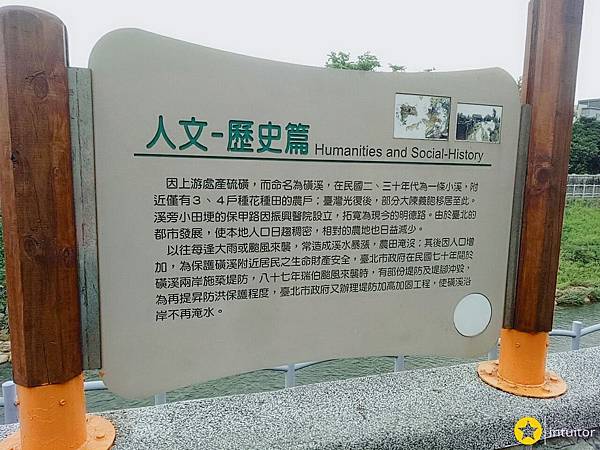 人文-歷史篇 Humanities and Social-History
因上游處產硫磺，而命名為磺溪，在民國二、三十年代為一條小溪，附
近僅有３、４戶種花種田的農戶；臺灣光復後，部分大陳義胞移居至此。
溪旁小田埂的保甲路因振興醫院設立，拓寬為現今的明德路。由於臺北的
都市發展，使本地人口日趨稠密，相對的農地也日益減少。
以往每逢大雨或颱風來襲，常造成溪水暴漲，農田淹沒；其後因人口增
加，為保護磺溪附近居民之生命財產安全，臺北市政府在民國七十年間於
磺溪兩岸施築堤防，八十七年瑞伯颱風來襲時，有部份堤防及堤腳沖毀，
為再提昇防洪保護程度，臺北市政府又辦理堤防加高加固工程，使磺溪沿
岸不再淹水。
Intuitor